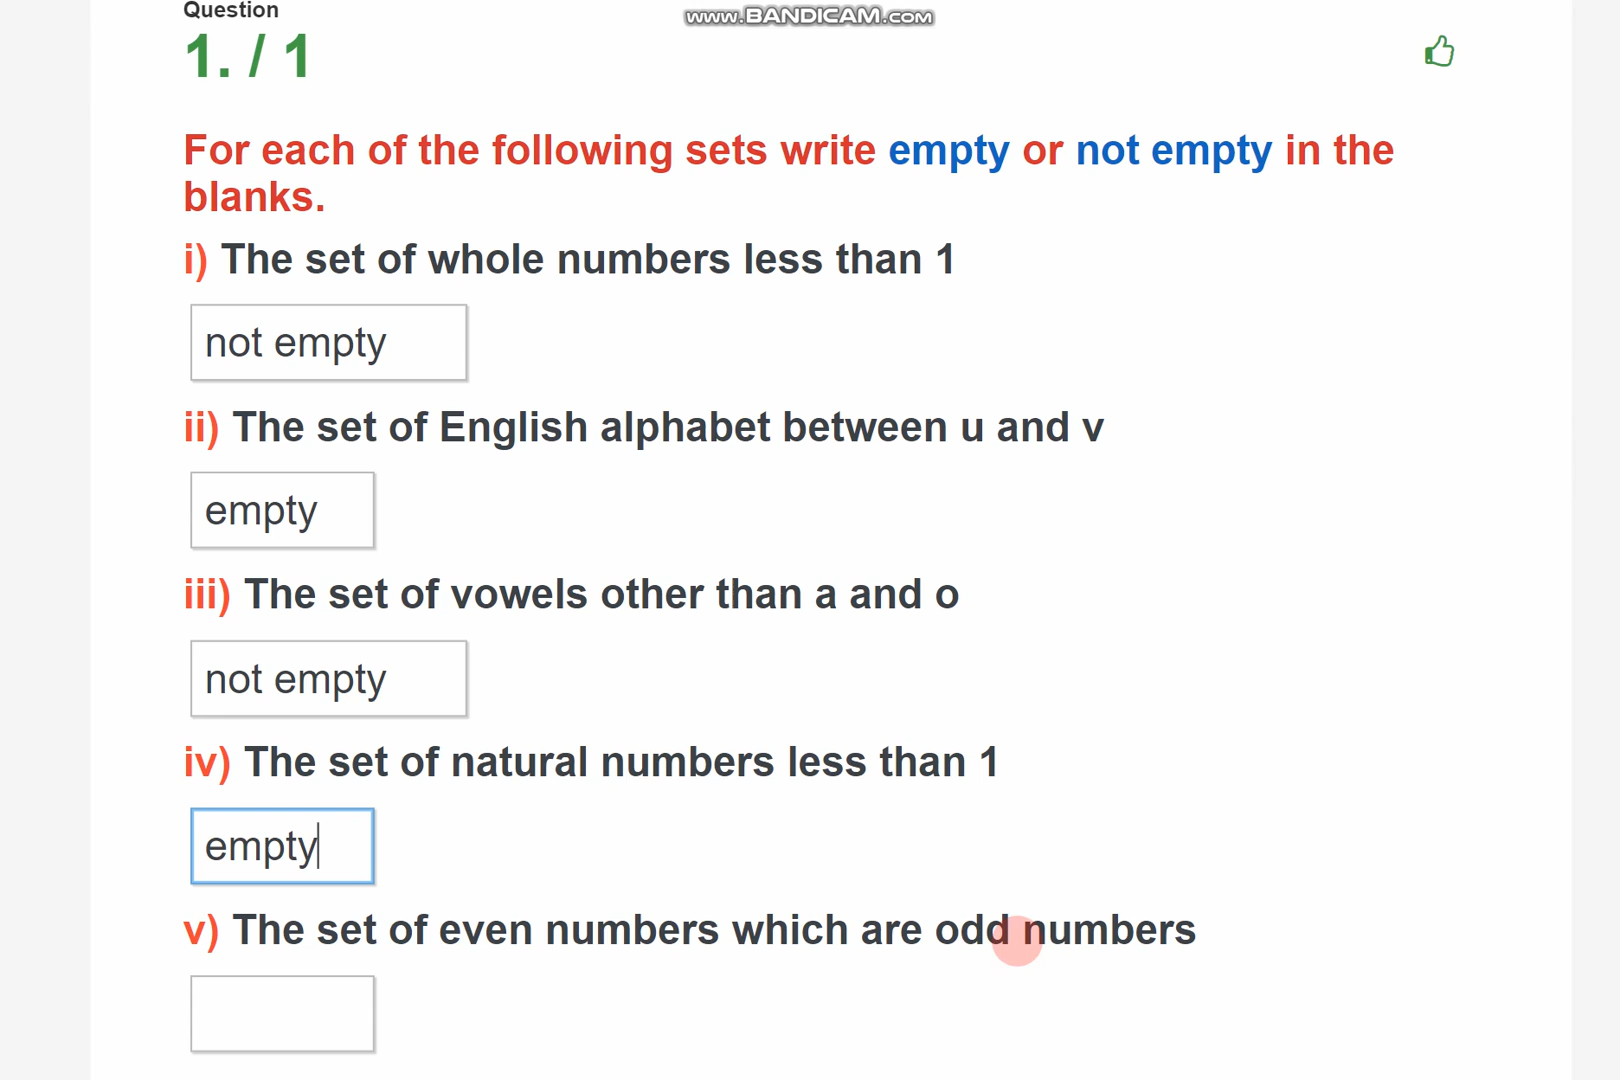 Question
www.BANDICAM.com
1. / 1
For each of the following sets write empty or not empty in the
blanks.
i) The set of whole numbers less than 1
not empty
ii) The set of English alphabet between u and v
empty
iii) The set of vowels other than a and o
not empty
iv) The set of natural numbers less than 1
empty
v) The set of even numbers which are odd numbers